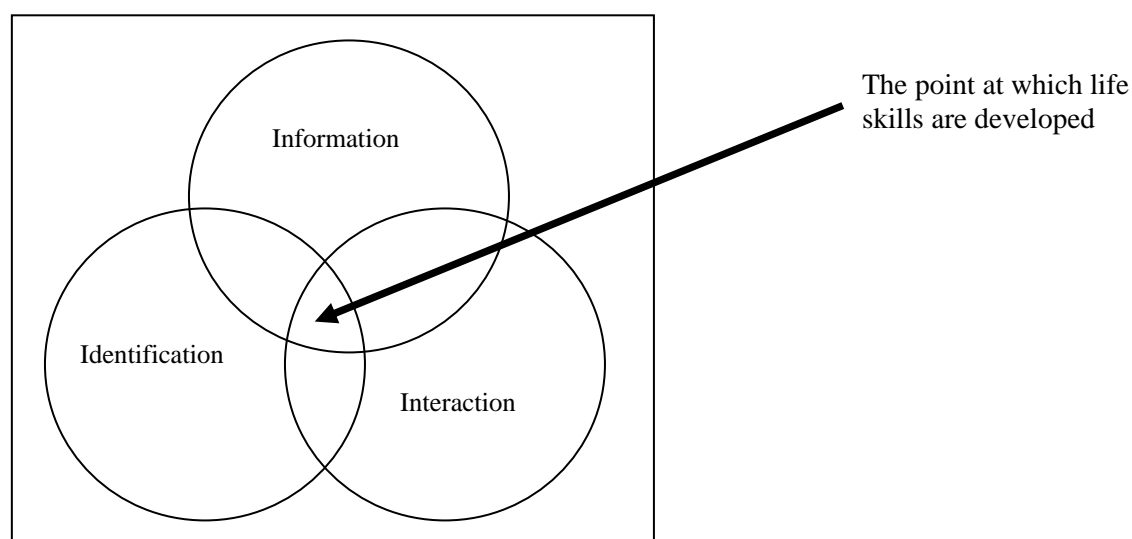 The point at which life
skills are developed
Information
Identification
Interaction